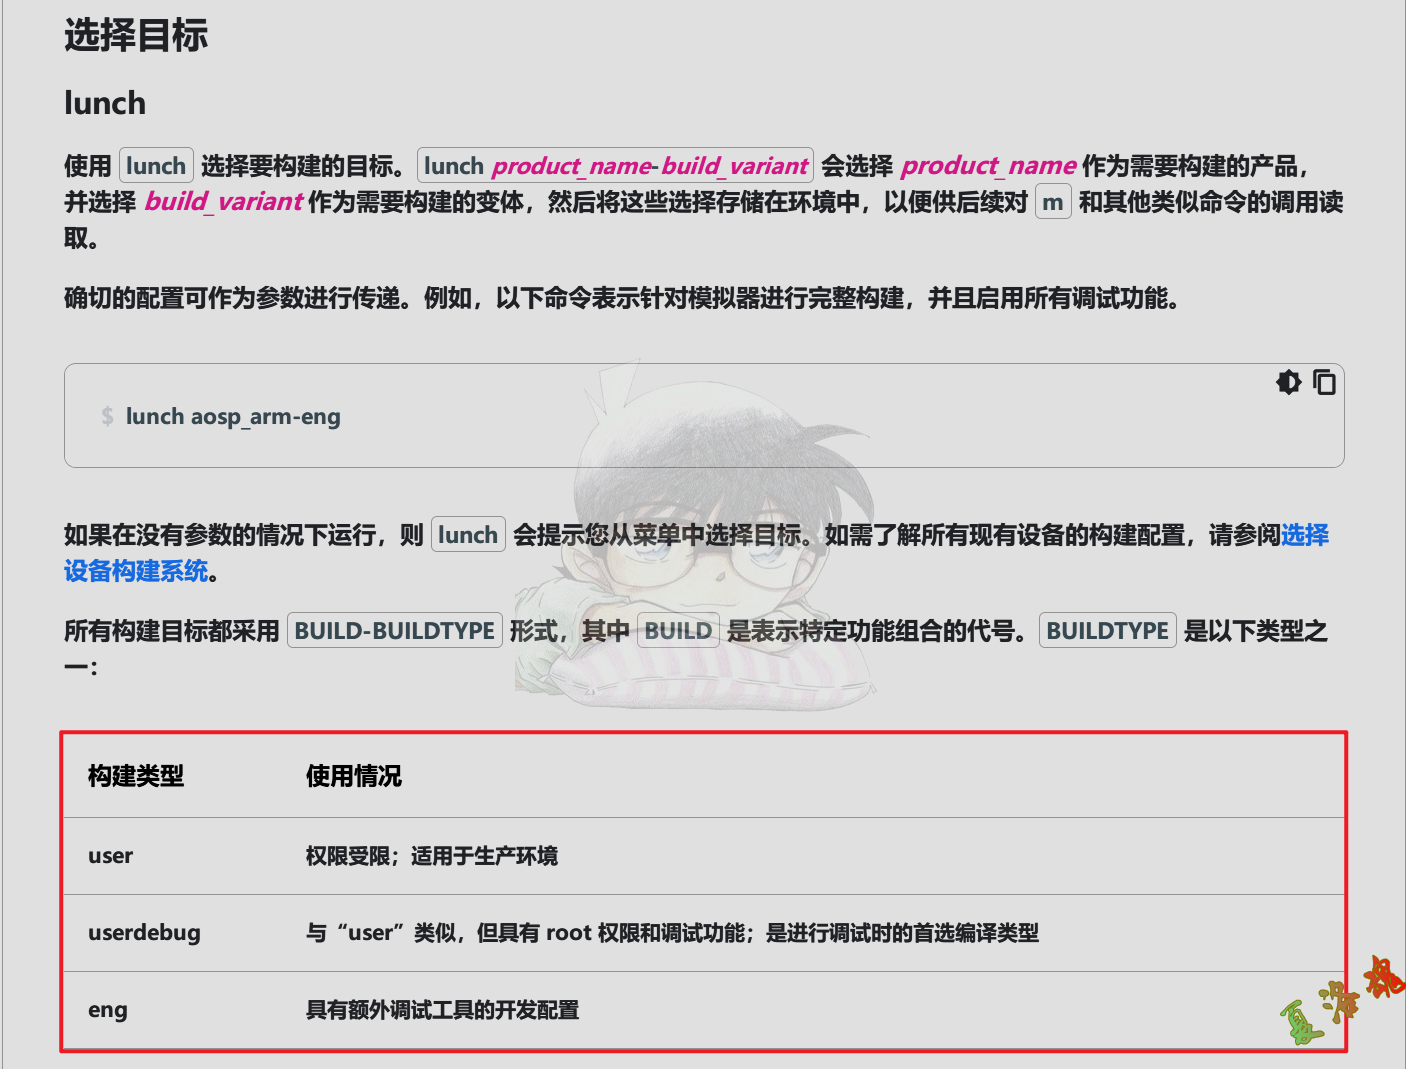 选择目标
lunch
使用 lunch 选择要构建的目标。lunch product_name-build_variant 会选择 product_name 作为需要构建的产品，
并选择 build_variant 作为需要构建的变体，然后将这些选择存储在环境中，以便供后续对 m 和其他类似命令的调用读
取。
确切的配置可作为参数进行传递。例如，以下命令表示针对模拟器进行完整构建，并且启用所有调试功能。
$ lunch aosp_arm-eng
如果在没有参数的情况下运行，则 lunch 会提示您从菜单中选择目标。如需了解所有现有设备的构建配置，请参阅选择
设备构建系统。
所有构建目标都采用 BUILD-BUILDTYPE 形式，其中 BUILD 是表示特定功能组合的代号。BUILDTYPE 是以下类型之
一：
构建类型 使用情况
user 权限受限；适用于生产环境
userdebug 与“user”类似，但具有 root 权限和调试功能；是进行调试时的首选编译类型
eng 具有额外调试工具的开发配置
夏洛魂